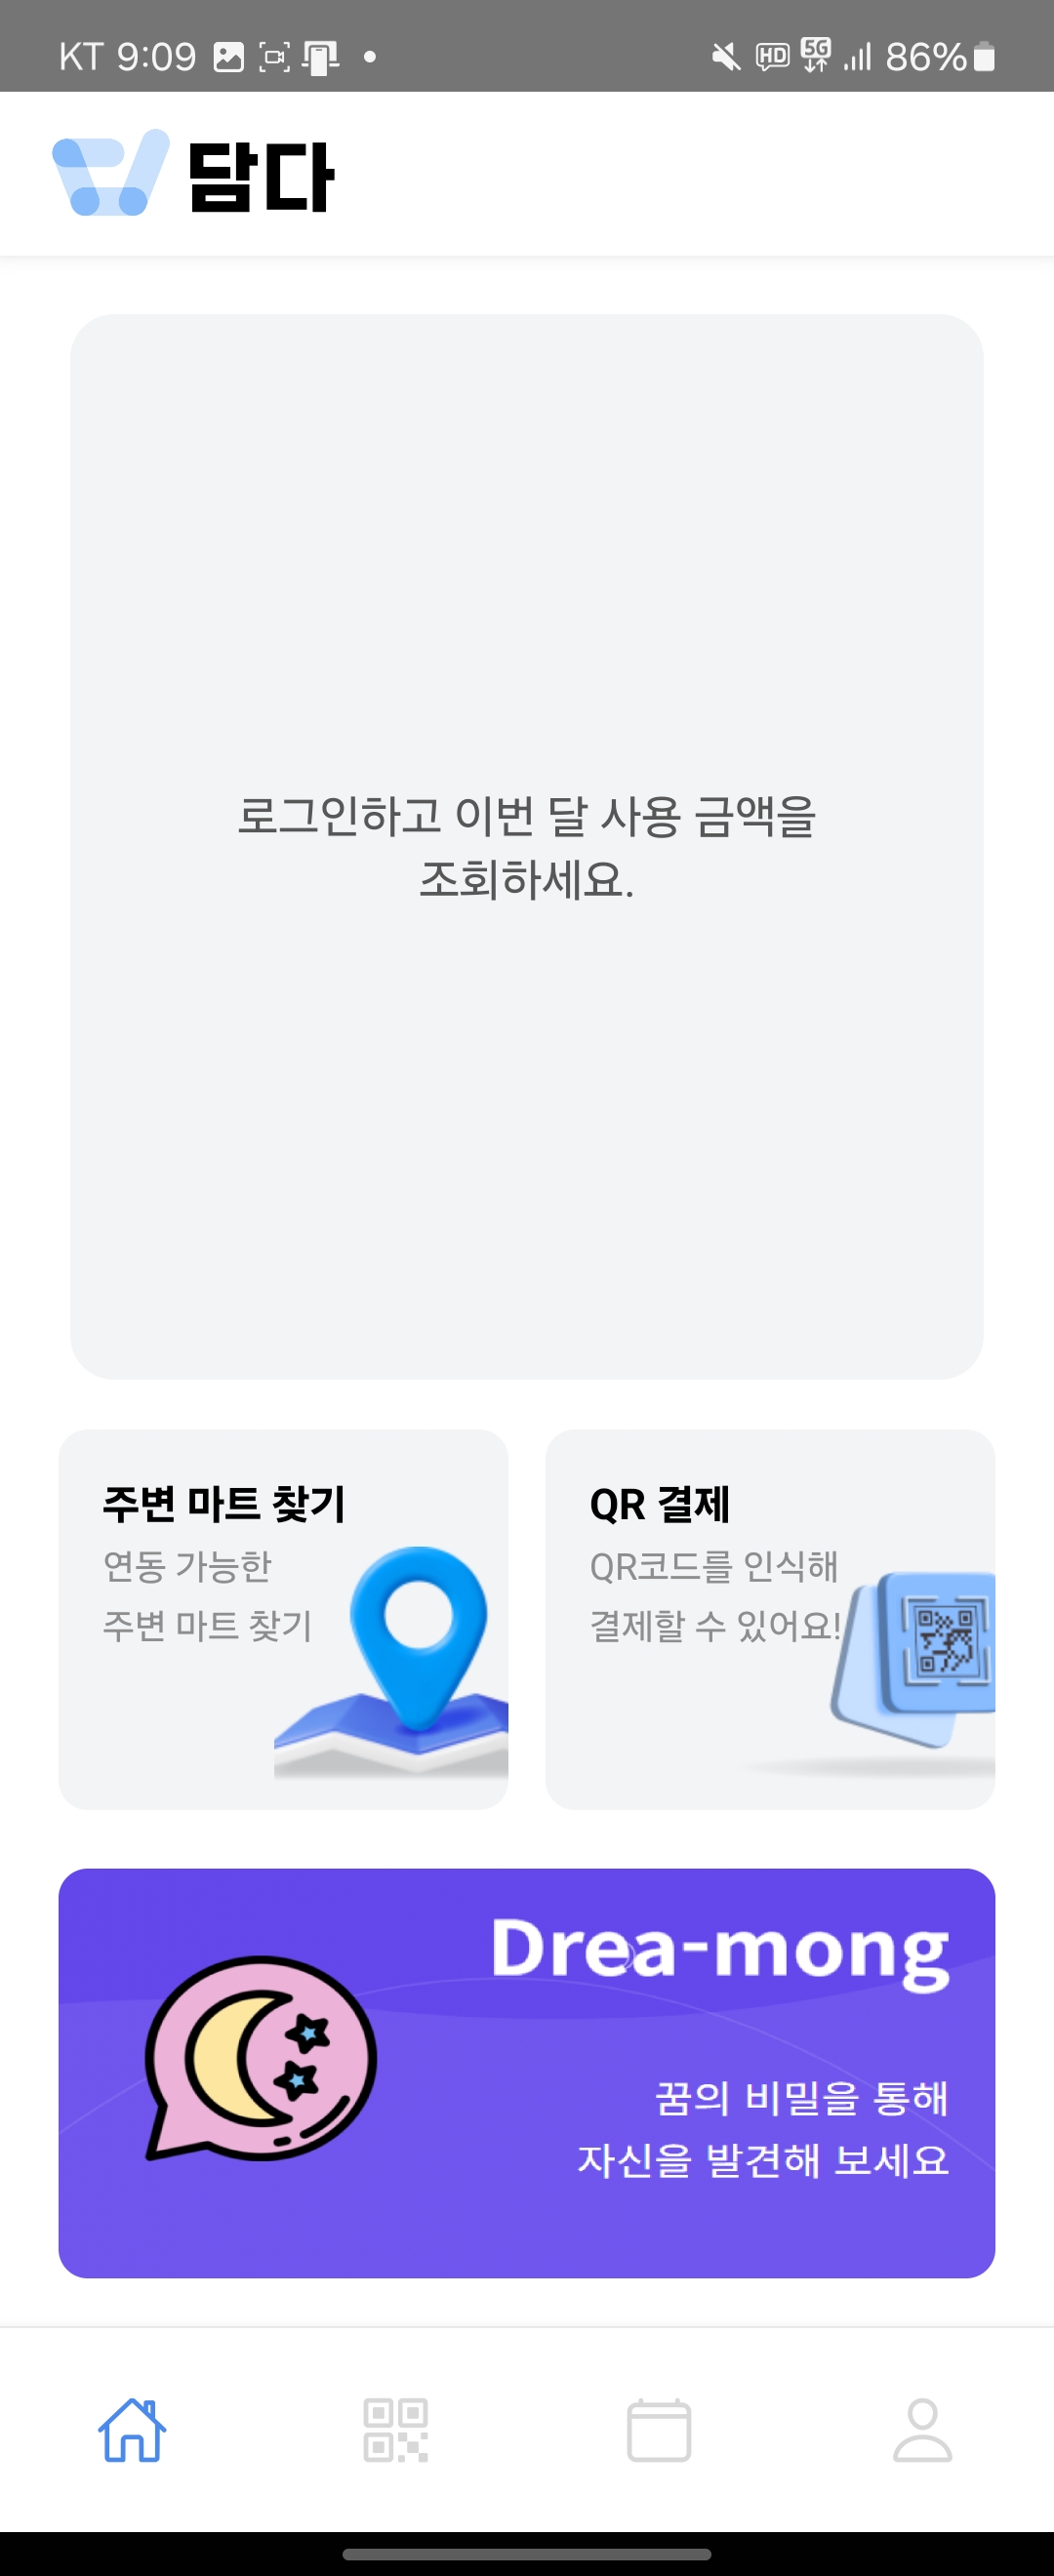 KT 9:09
HD 5G 86%
담다
로그인하고 이번 달 사용 금액을
조회하세요.
주변 마트 찾기
연동 가능한
주변 마트 찾기
QR 결제
QR코드를 인식해
결제할 수 있어요!
Drea-mong
꿈의 비밀을 통해
자신을 발견해 보세요